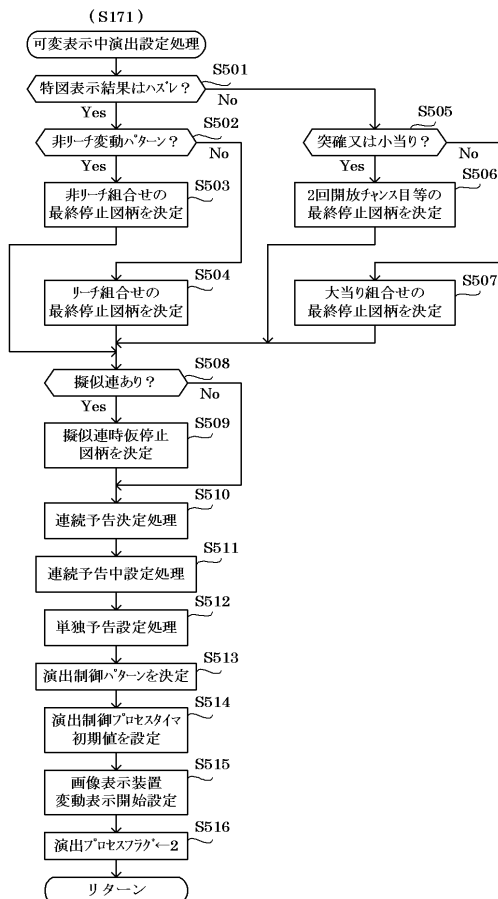 (S171)
可変表示中演出設定処理
S501
特図表示結果はハズレ?
Yes
No
S502
非リーチ変動パターン?
Yes
No
S505
突確又は小当り?
Yes
No
S503
非リーチ組合せの
最終停止図柄を決定
S506
2回開放チャンス目等の
最終停止図柄を決定
S504
リーチ組合せの
最終停止図柄を決定
S507
大当り組合せの
最終停止図柄を決定
S508
擬似連あり?
Yes
No
S509
擬似連時仮停止
図柄を決定
S510
連続予告決定処理
S511
連続予告中設定処理
S512
単独予告設定処理
S513
演出制御パターンを決定
S514
演出制御プロセスタイマ
初期値を設定
S515
画像表示装置
変動表示開始設定
S516
演出プロセスフラグ←2
リターン